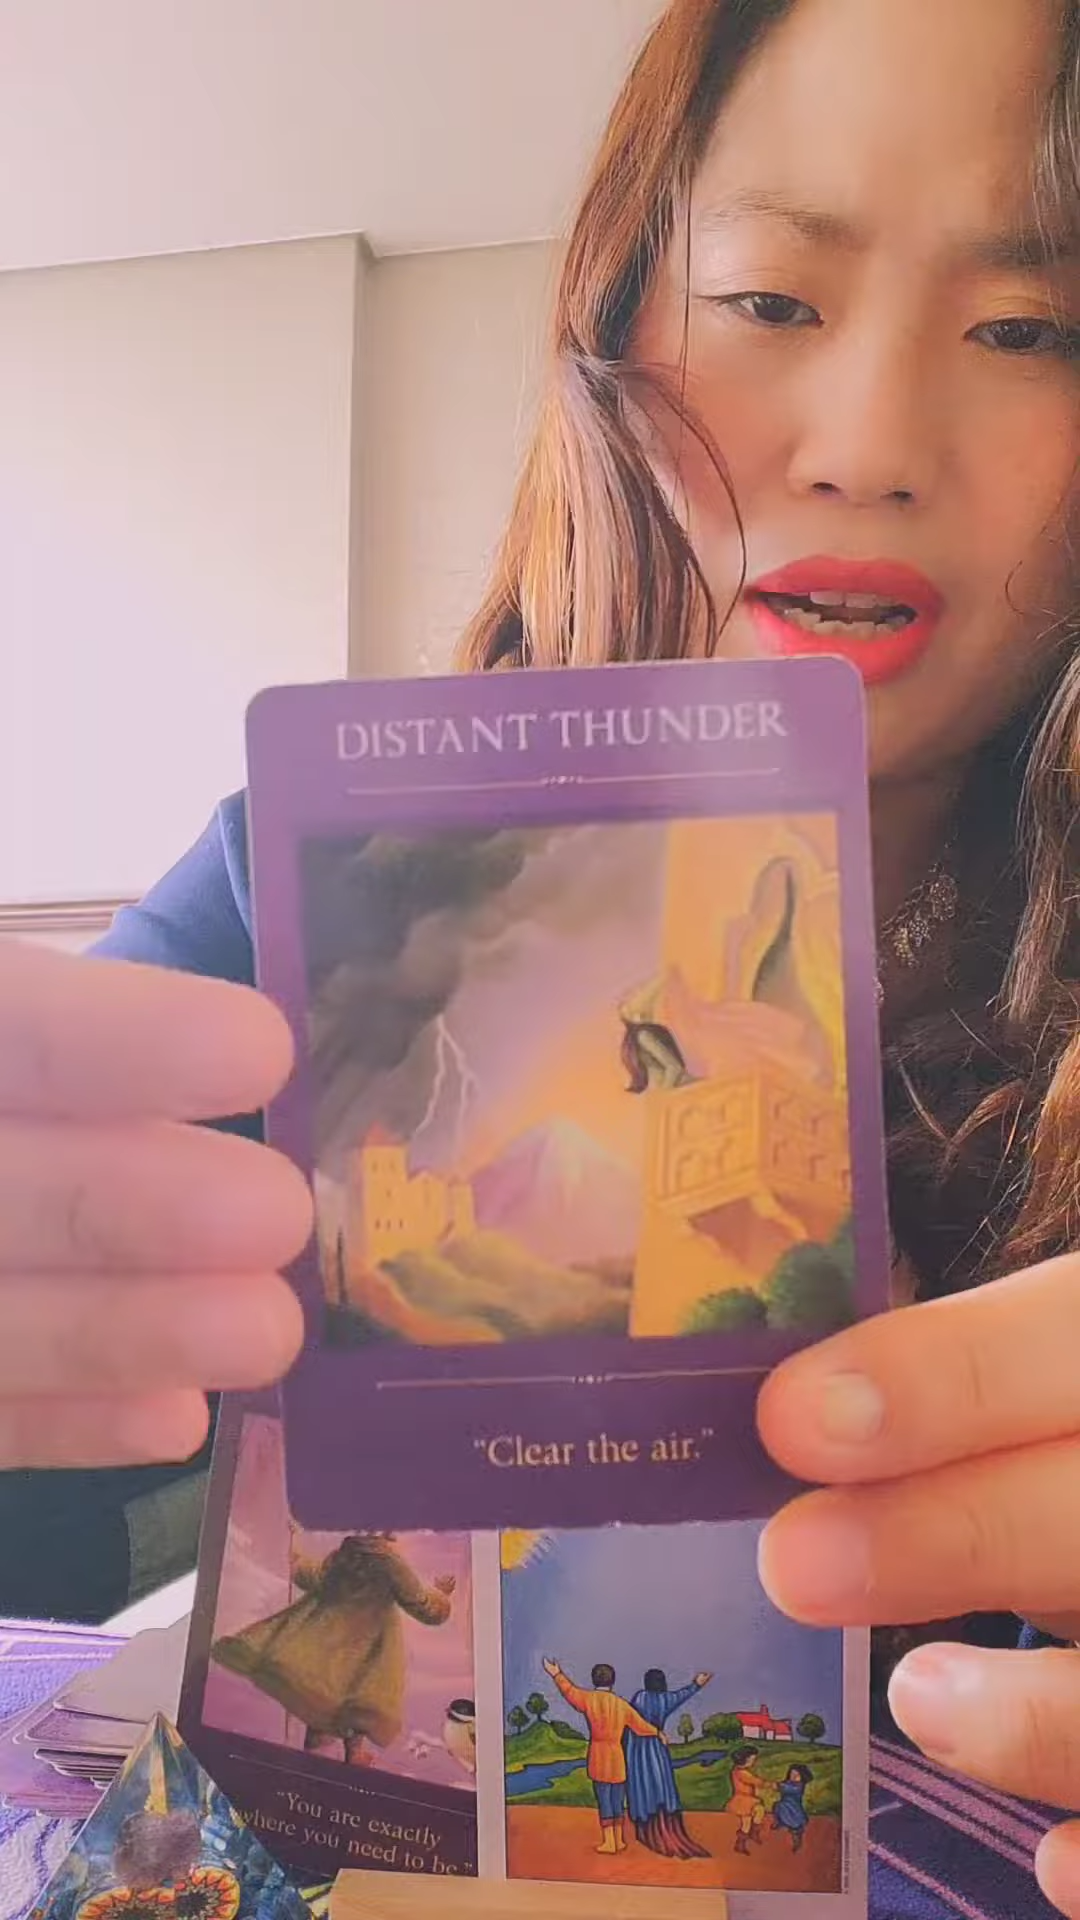 DISTANT THUNDER
"Clear the air."
"You are exactly
where you need to be."